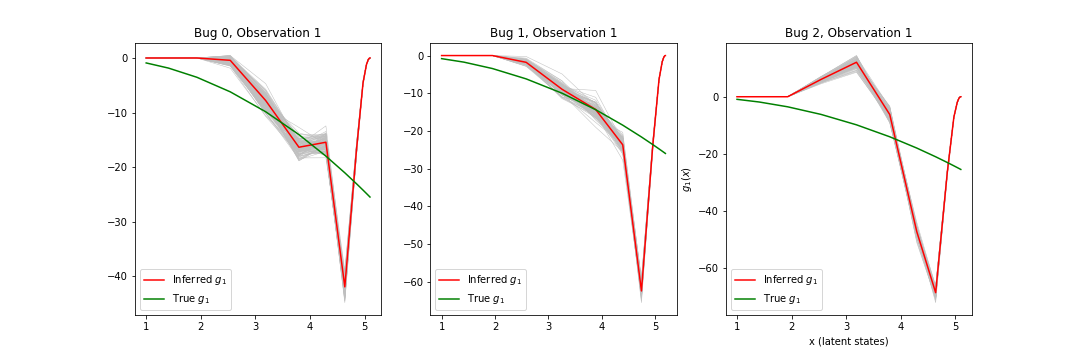 Bug 0, Observation 1
0
−10
−20
−30
−40
1 2 3 4 5
Inferred g₁
True g₁
Bug 1, Observation 1
0
−10
−20
−30
−40
−50
−60
1 2 3 4 5
Inferred g₁
True g₁
Bug 2, Observation 1
g₁(x)
0
−20
−40
−60
1 2 3 4 5
x (latent states)
Inferred g₁
True g₁